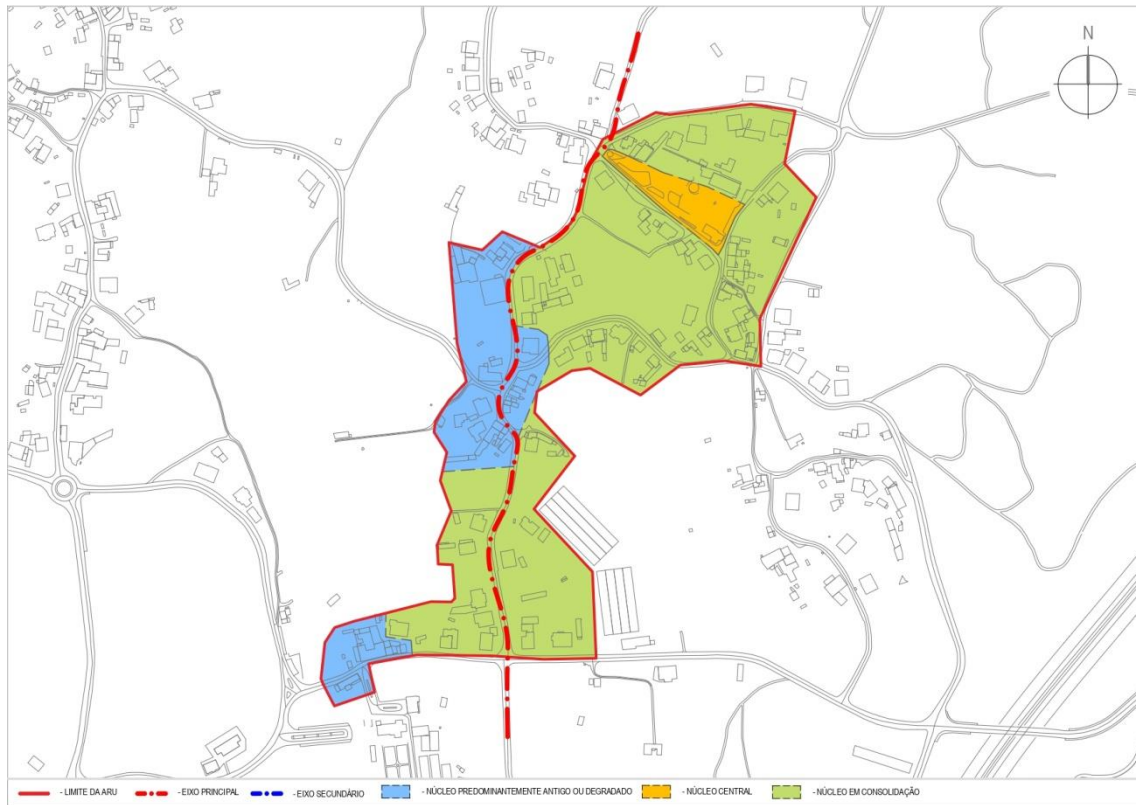 N
- LIMITE DA ARU
- EIXO PRINCIPAL
- EIXO SECUNDÁRIO
- NÚCLEO PREDOMINANTEMENTE ANTIGO OU DEGRADADO
- NÚCLEO CENTRAL
- NÚCLEO EM CONSOLIDAÇÃO